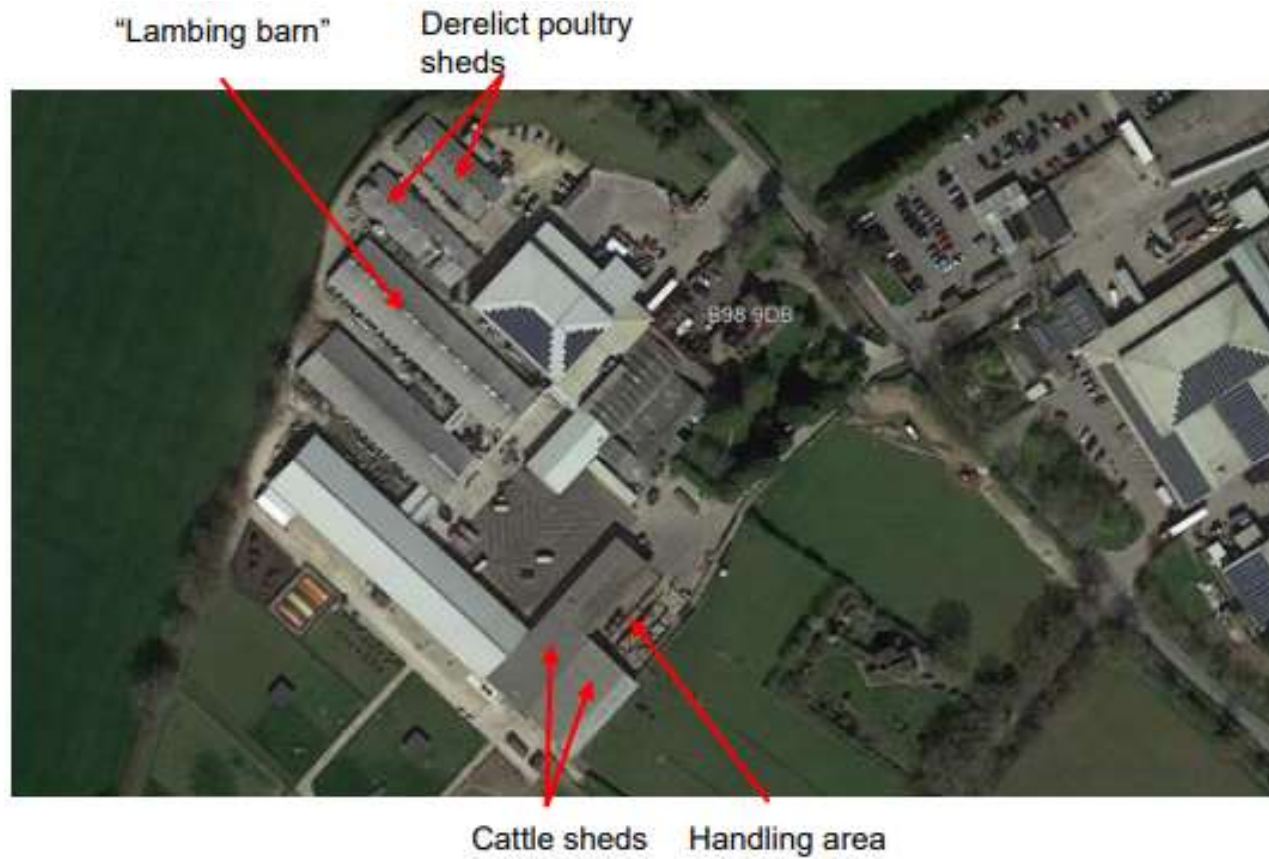 “Lambing barn”
Derelict poultry
sheds
B98 9DB
Cattle sheds
Handling area